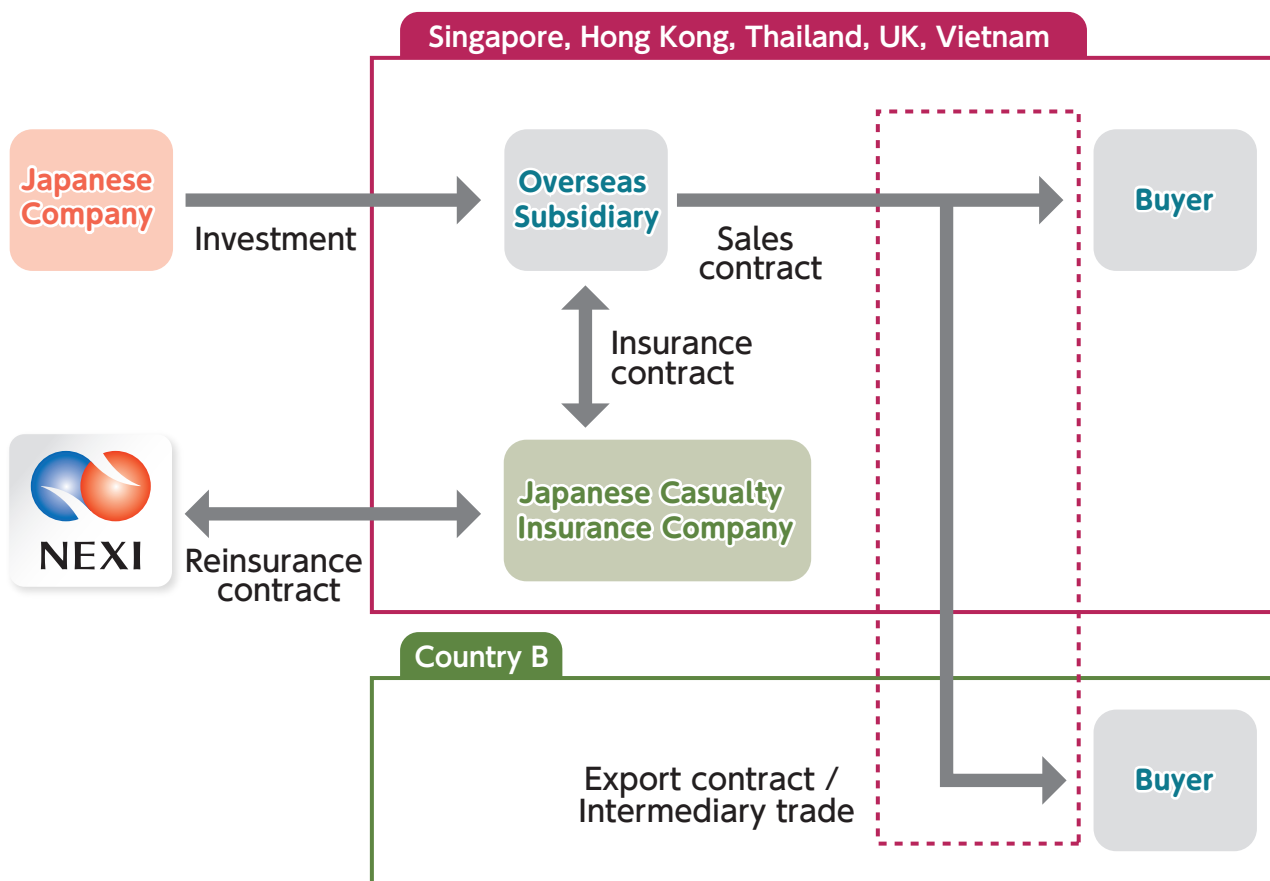 Singapore, Hong Kong, Thailand, UK, Vietnam
Japanese
Company
Investment
Overseas
Subsidiary
Sales
contract
Buyer
Insurance
contract
NEXI
Reinsurance
contract
Japanese Casualty
Insurance Company
Country B
Export contract /
Intermediary trade
Buyer